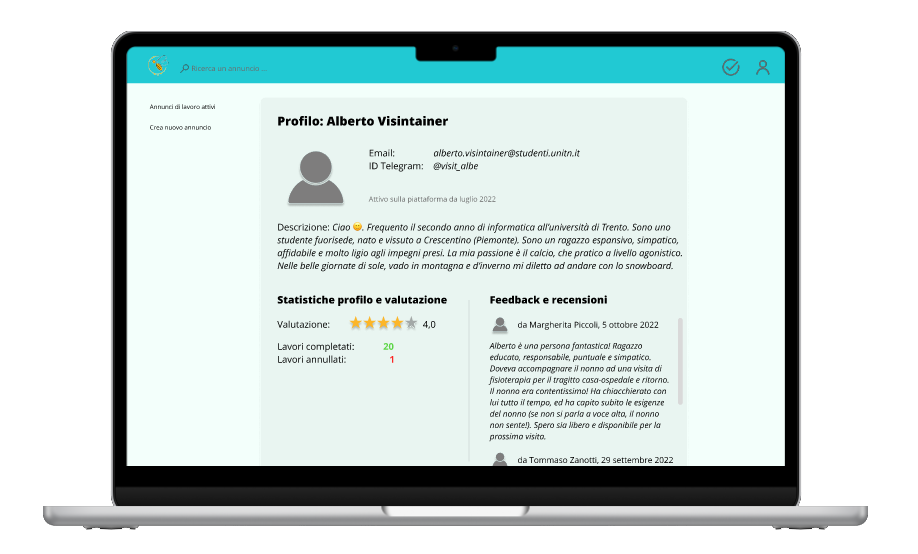 Ricerca un annuncio ...
Annunci di lavoro attivi
Crea nuovo annuncio
Profilo: Alberto Visintainer
Email: alberto.visintainer@studenti.unitn.it
ID Telegram: @visit_albe
Attivo sulla piattaforma da luglio 2022
Descrizione: Ciao 😊. Frequento il secondo anno di informatica all'università di Trento. Sono uno
studente fuorisede, nato e vissuto a Crescentino (Piemonte). Sono un ragazzo espansivo, simpatico,
affidabile e molto ligio agli impegni presi. La mia passione è il calcio, che pratico a livello agonistico.
Nelle belle giornate di sole, vado in montagna e d'inverno mi diletto ad andare con lo snowboard.
Statistiche profilo e valutazione
Valutazione: 4,0
Lavori completati: 20
Lavori annullati: 1
Feedback e recensioni
da Margherita Piccoli, 5 ottobre 2022
Alberto è una persona fantastica! Ragazzo
educato, responsabile, puntuale e simpatico.
Doveva accompagnare il nonno ad una visita di
fisioterapia per il tragitto casa-ospedale e ritorno.
Il nonno era contentissimo! Ha chiacchierato con
lui tutto il tempo, ed ha capito subito le esigenze
del nonno (se non si parla a voce alta, il nonno
non sente!). Spero sia libero e disponibile per la
prossima visita.
da Tommaso Zanotti, 29 settembre 2022